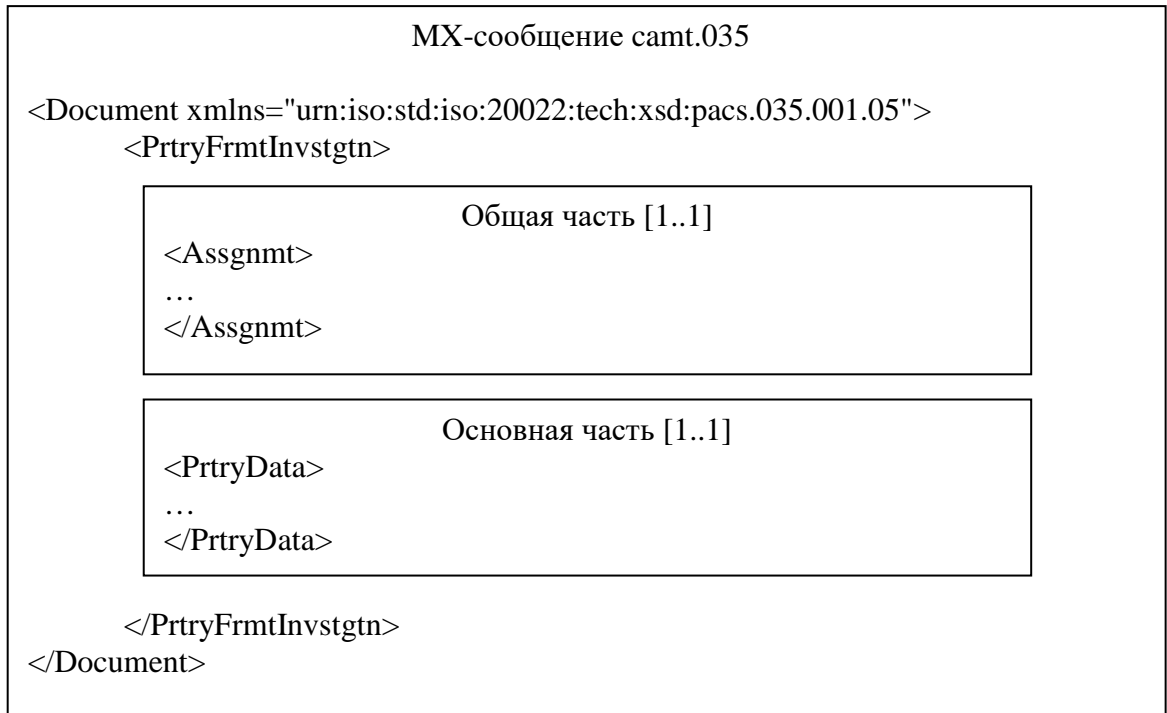 MX-сообщение camt.035
<Document xmlns="urn:iso:std:iso:20022:tech:xsd:pacs.035.001.05">
<PrtryFrmtInvstgtn>
Общая часть [1..1]
<Assgnmt>
…
</Assgnmt>
Основная часть [1..1]
<PrtryData>
…
</PrtryData>
</PrtryFrmtInvstgtn>
</Document>